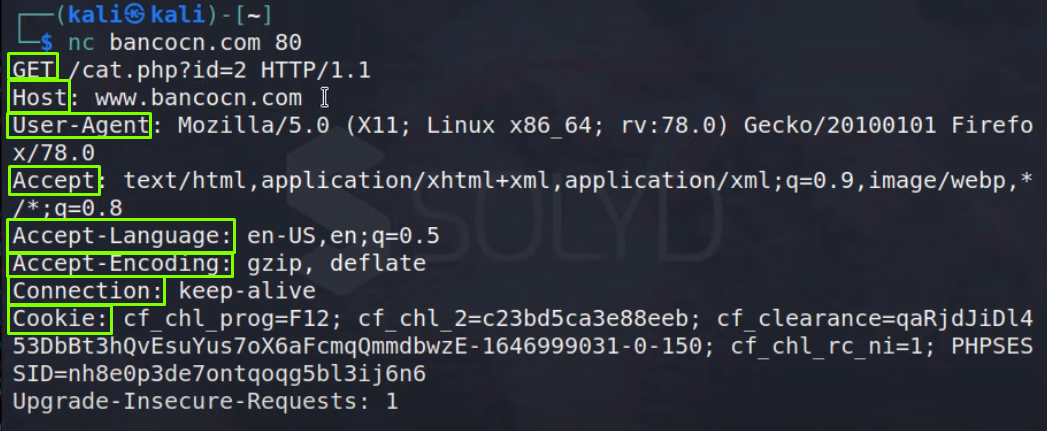 (kali㉿kali)-[~]
$ nc bancocn.com 80
GET /cat.php?id=2 HTTP/1.1
Host: www.bancocn.com
User-Agent: Mozilla/5.0 (X11; Linux x86_64; rv:78.0) Gecko/20100101 Firefo
x/78.0
Accept: text/html,application/xhtml+xml,application/xml;q=0.9,image/webp,*
/*;q=0.8
SOLYD
Accept-Language: en-US,en;q=0.5
Accept-Encoding: gzip, deflate
Connection: keep-alive
Cookie: cf_chl_prog=F12; cf_chl_2=c23bd5ca3e88eeb; cf_clearance=qaRjdJiDl4
53DbBt3hQvEsuYus7oX6aFcmqQmmdbwzE-1646999031-0-150; cf_chl_rc_ni=1; PHPSES
SID=nh8e0p3de7ontqoqg5bl3ij6n6
Upgrade-Insecure-Requests: 1